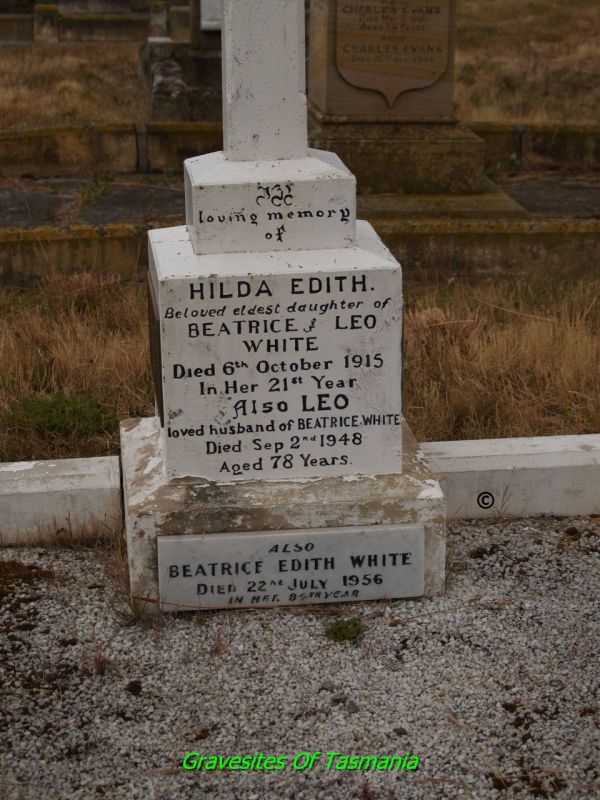 CHARLES EVANS
ALSO
CHARLES EVANS
In
loving memory
of
HILDA EDITH.
Beloved eldest daughter of
BEATRICE & LEO
WHITE
Died 6th October 1915
In Her 21st Year
Also LEO
loved husband of BEATRICE WHITE
Died Sep 2nd 1948
Aged 78 Years.
©
ALSO
BEATRICE EDITH WHITE
DIED 22nd JULY 1956
IN HER 84TH YEAR
Gravesites Of Tasmania